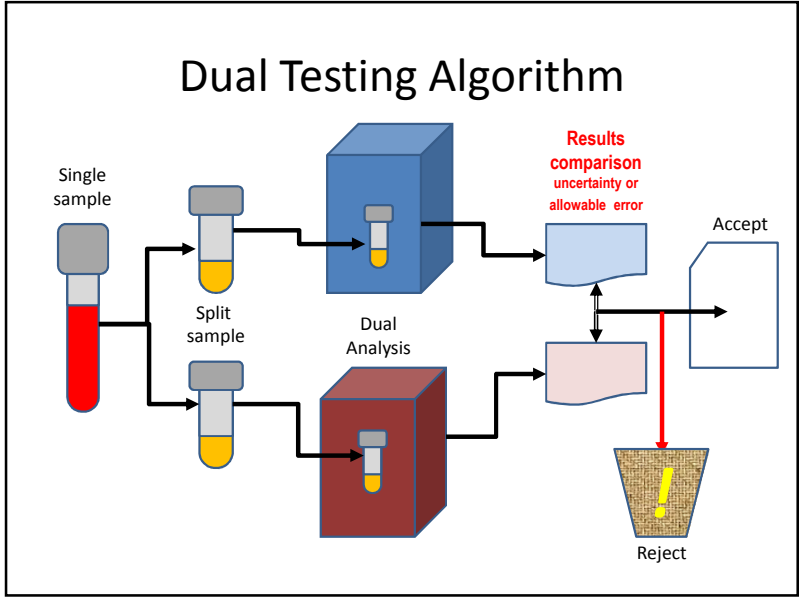 Dual Testing Algorithm
Single
sample
Split
sample
Dual
Analysis
Results
comparison
uncertainty or
allowable error
Accept
!
Reject